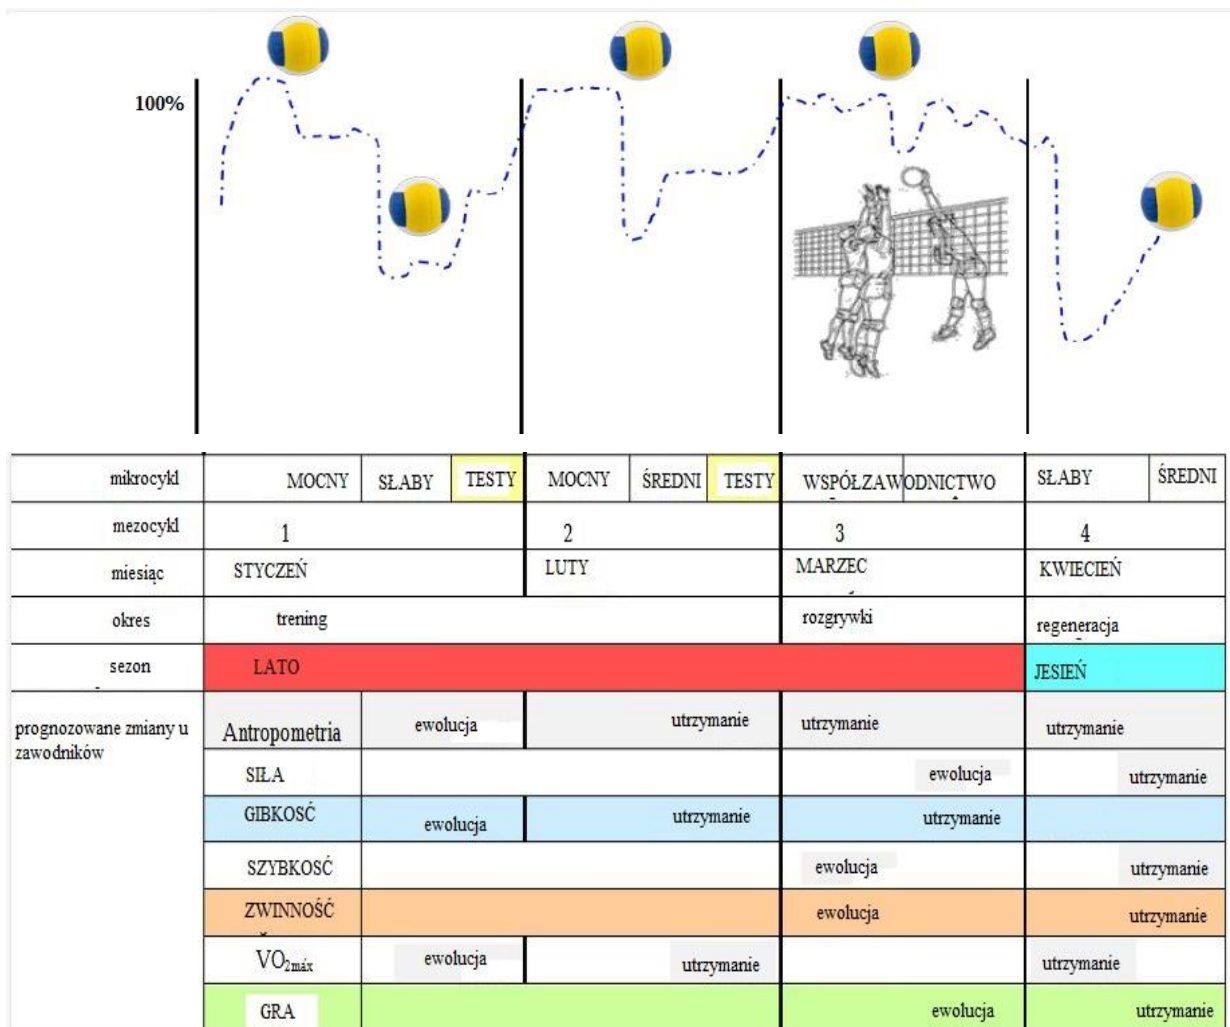 100%
mikrocykl MOCNY SŁABY TESTY MOCNY ŚREDNI TESTY WSPÓŁZAWODNICTWO SŁABY ŚREDNI
mezocykl 1 2 3 4
miesiąc STYCZEŃ LUTY MARZEC KWIECIEŃ
okres trening rozgrywki regeneracja
sezon LATO JESIEŃ
prognozowane zmiany u
zawodników
Antropometria ewolucja utrzymanie utrzymanie utrzymanie
SIŁA ewolucja utrzymanie
GIBKOSĆ ewolucja utrzymanie utrzymanie
SZYBKOSĆ ewolucja utrzymanie
ZWINNOŚĆ ewolucja utrzymanie
VO2máx ewolucja utrzymanie utrzymanie
GRA ewolucja utrzymanie